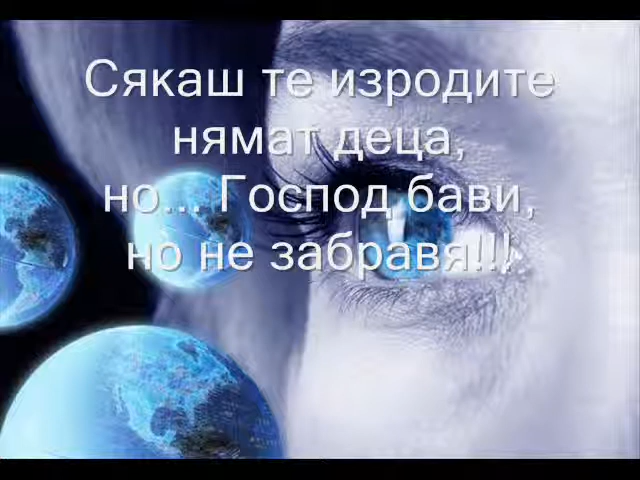 Сякаш те изродите
нямат деца,
но... Господ бави,
но не забравя!!!